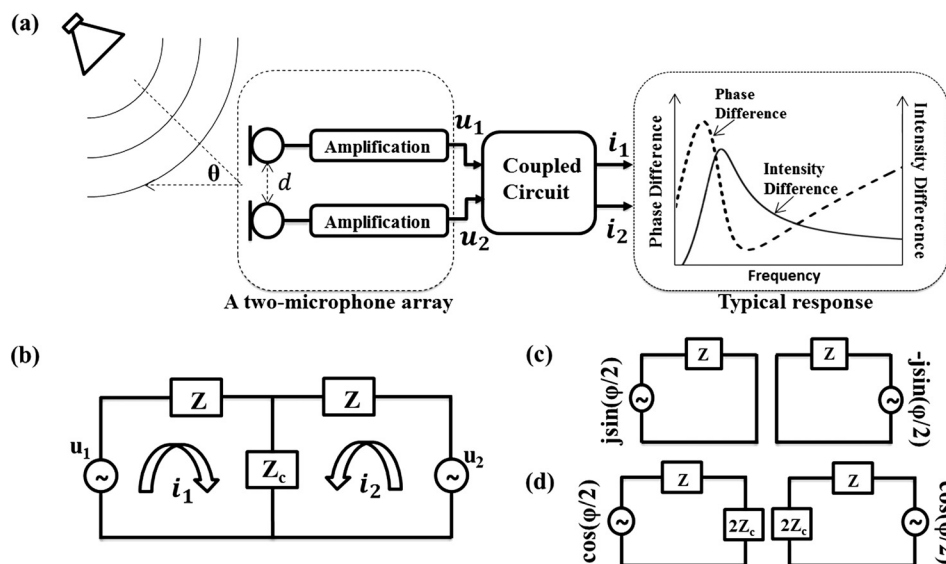 (a)
θ
d
Amplification
Amplification
u1
u2
Coupled
Circuit
i1
i2
Phase Difference
Phase
Difference
Intensity
Difference
Intensity Difference
Frequency
A two-microphone array
Typical response
(b)
Z
Z
Zc
u1
u2
i1
i2
(c)
jsin(φ/2)
Z
Z
-jsin(φ/2)
(d)
cos(φ/2)
Z
2Zc
2Zc
Z
cos(φ/2)